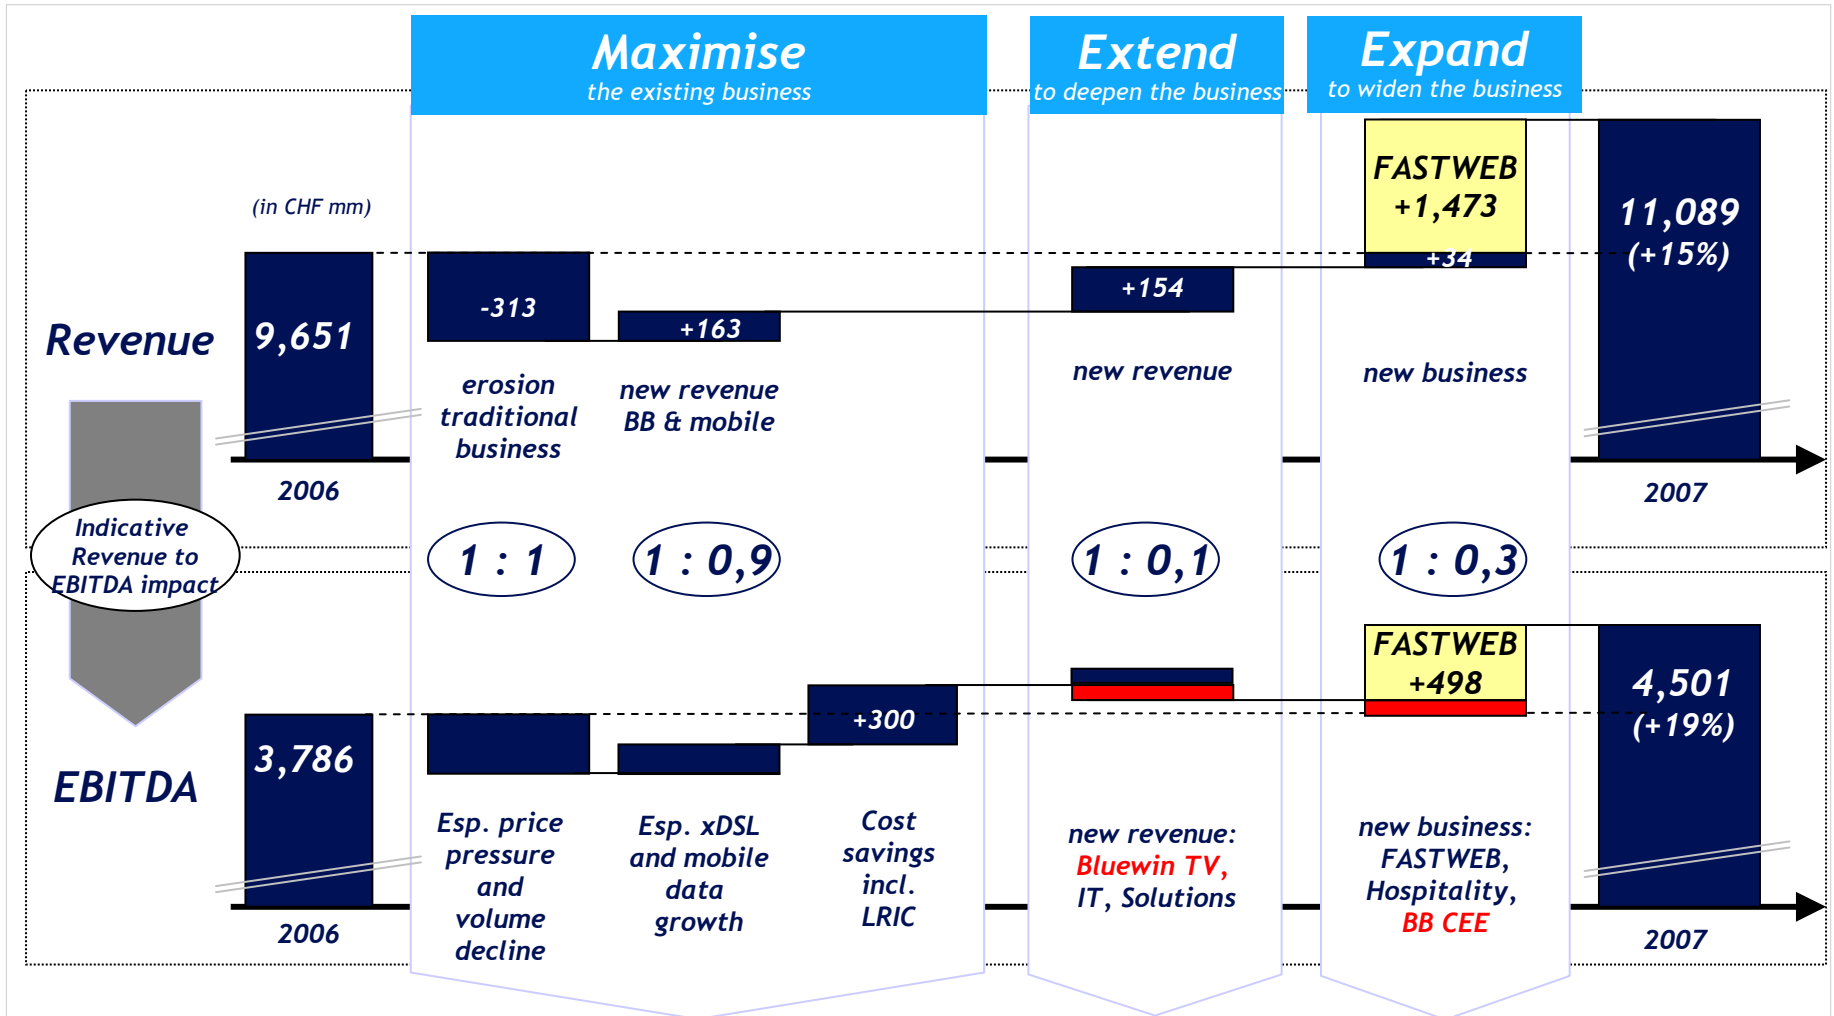 Maximise
the existing business
Extend
to deepen the business
Expand
to widen the business
(in CHF mm)
Revenue
9,651
-313
+163
+154
FASTWEB
+1,473
+34
11,089
(+15%)
erosion
traditional
business
new revenue
BB & mobile
new revenue
new business
2006
2007
Indicative
Revenue to
EBITDA impact
1 : 1
1 : 0,9
1 : 0,1
1 : 0,3
EBITDA
3,786
+300
FASTWEB
+498
4,501
(+19%)
Esp. price
pressure
and
volume
decline
Esp. xDSL
and mobile
data
growth
Cost
savings
incl.
LRIC
new revenue:
Bluewin TV,
IT, Solutions
new business:
FASTWEB,
Hospitality,
BB CEE
2006
2007